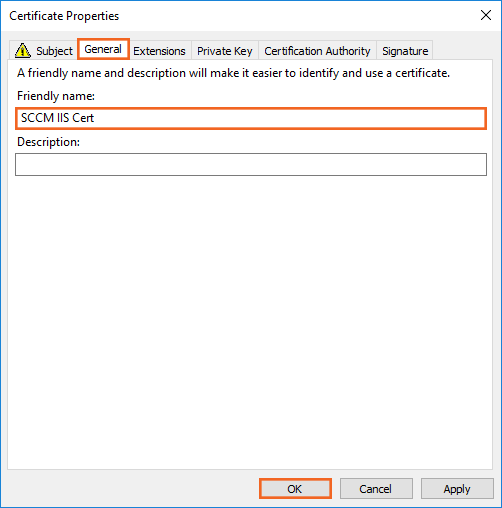 Certificate Properties
Subject General Extensions Private Key Certification Authority Signature
A friendly name and description will make it easier to identify and use a certificate.
Friendly name:
SCCM IIS Cert
Description:
OK Cancel Apply